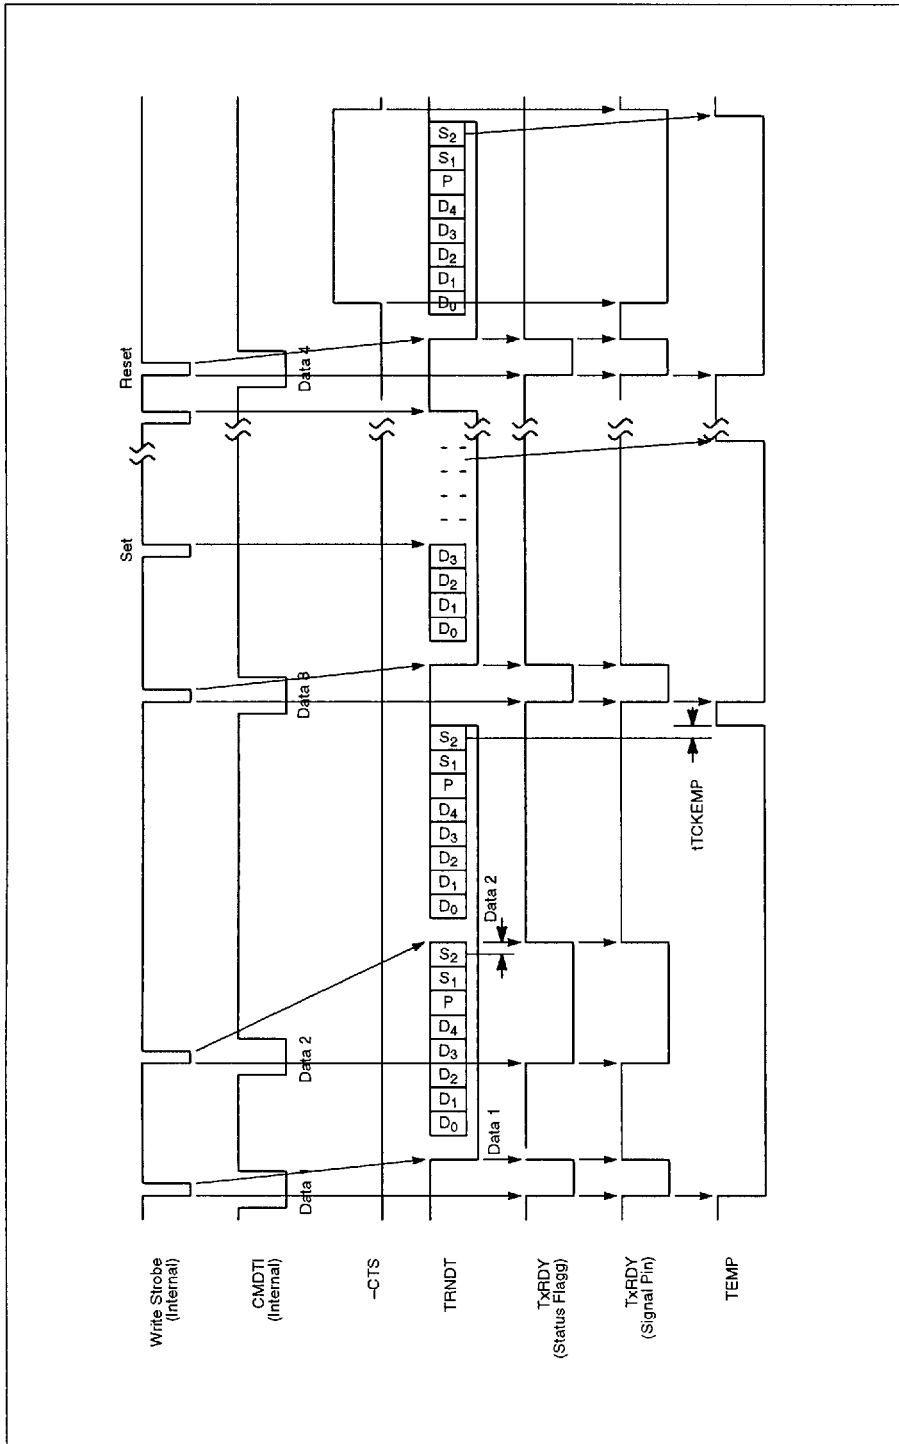 Set Reset
Write Strobe
(Internal)
CMDTI
(Internal)
Data 1 Data 2 Data 3 Data 4
–CTS
TRNDT
D0 D1 D2 D3 D4 P S1 S2 D0 D1 D2 D3 D4 P S1 S2 D0 D1 D2 D3 D0 D1 D2 D3 D4 P S1 S2
Data 1 Data 2
TxRDY
(Status Flagg)
TxRDY
(Signal Pin)
tTCKEMP
TEMP